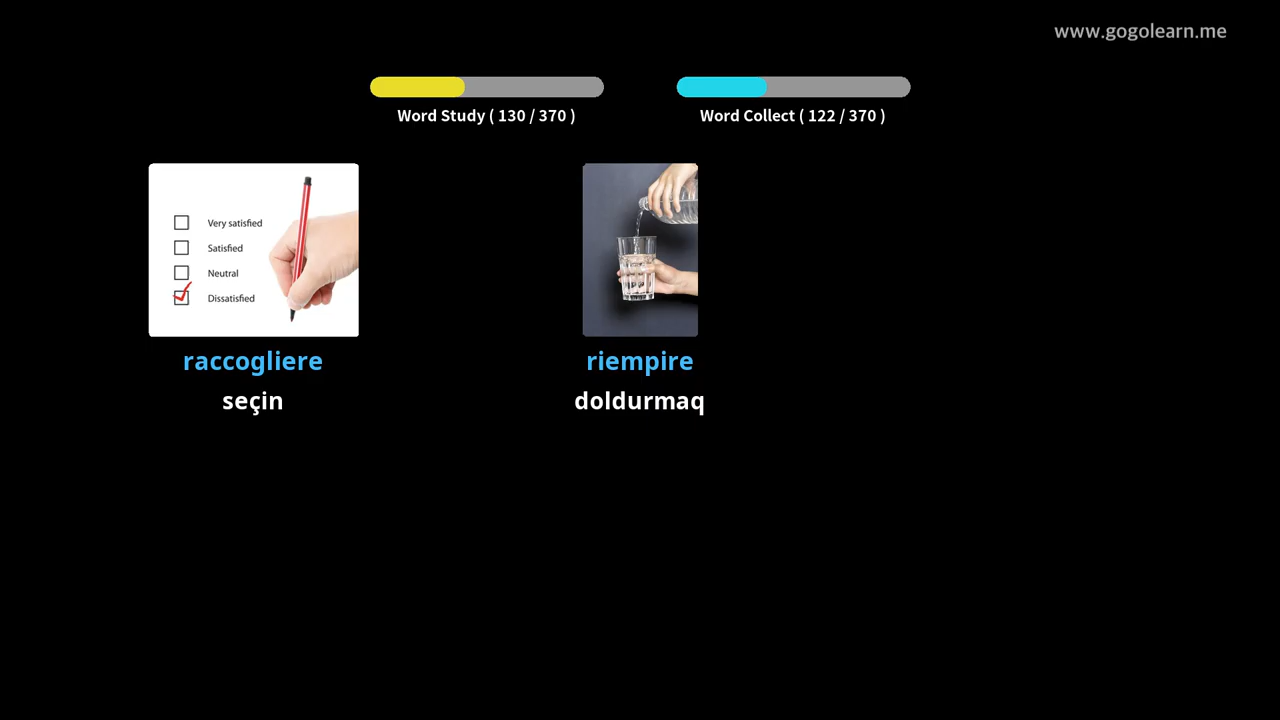 www.gogolearn.me
Word Study ( 130 / 370 )
Word Collect ( 122 / 370 )
Very satisfied
Satisfied
Neutral
Dissatisfied
raccogliere
riempire
seçin
doldurmaq